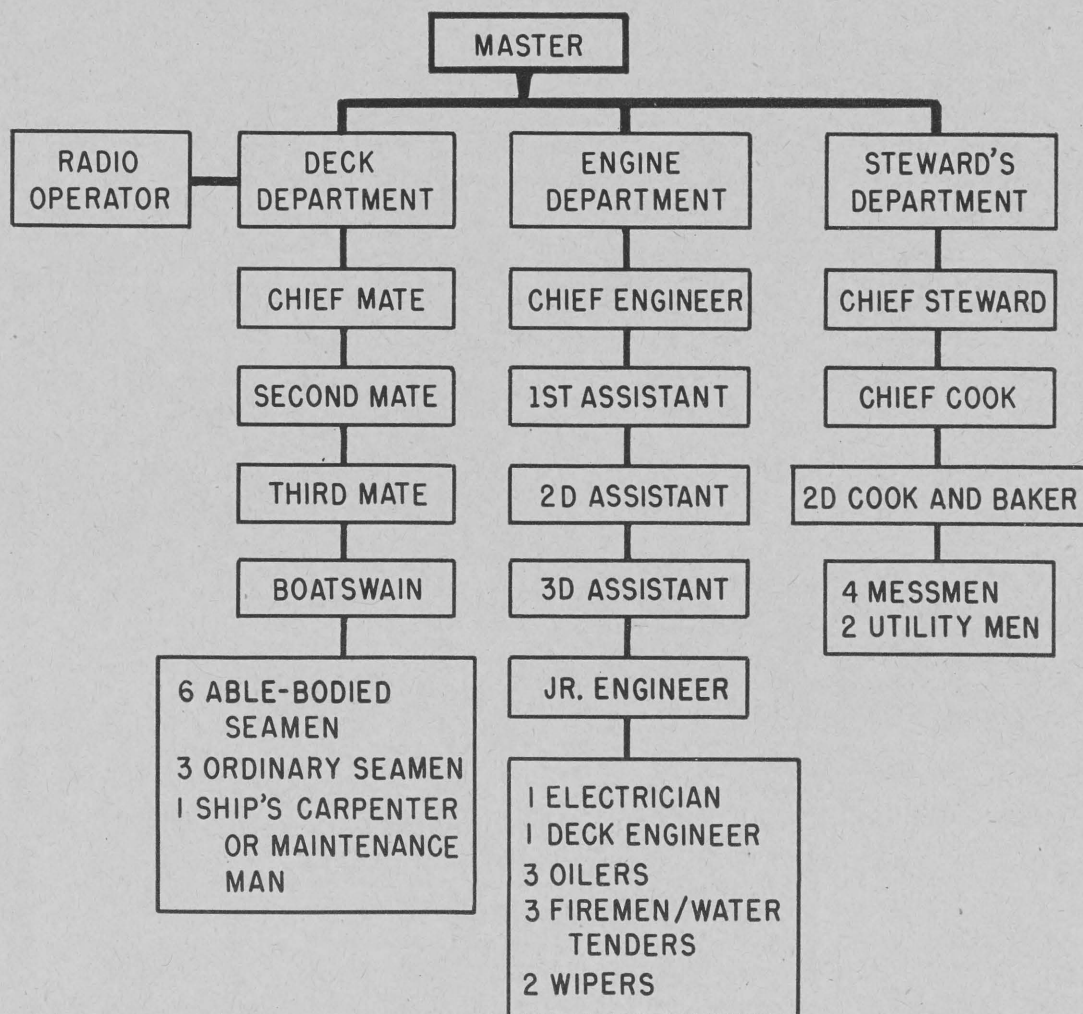 MASTER
RADIO
OPERATOR
DECK
DEPARTMENT
ENGINE
DEPARTMENT
STEWARD'S
DEPARTMENT
CHIEF MATE
CHIEF ENGINEER
CHIEF STEWARD
SECOND MATE
1ST ASSISTANT
CHIEF COOK
THIRD MATE
2D ASSISTANT
2D COOK AND BAKER
BOATSWAIN
3D ASSISTANT
4 MESSMEN
2 UTILITY MEN
6 ABLE-BODIED
SEAMEN
3 ORDINARY SEAMEN
1 SHIP'S CARPENTER
OR MAINTENANCE
MAN
JR. ENGINEER
1 ELECTRICIAN
1 DECK ENGINEER
3 OILERS
3 FIREMEN/WATER
TENDERS
2 WIPERS